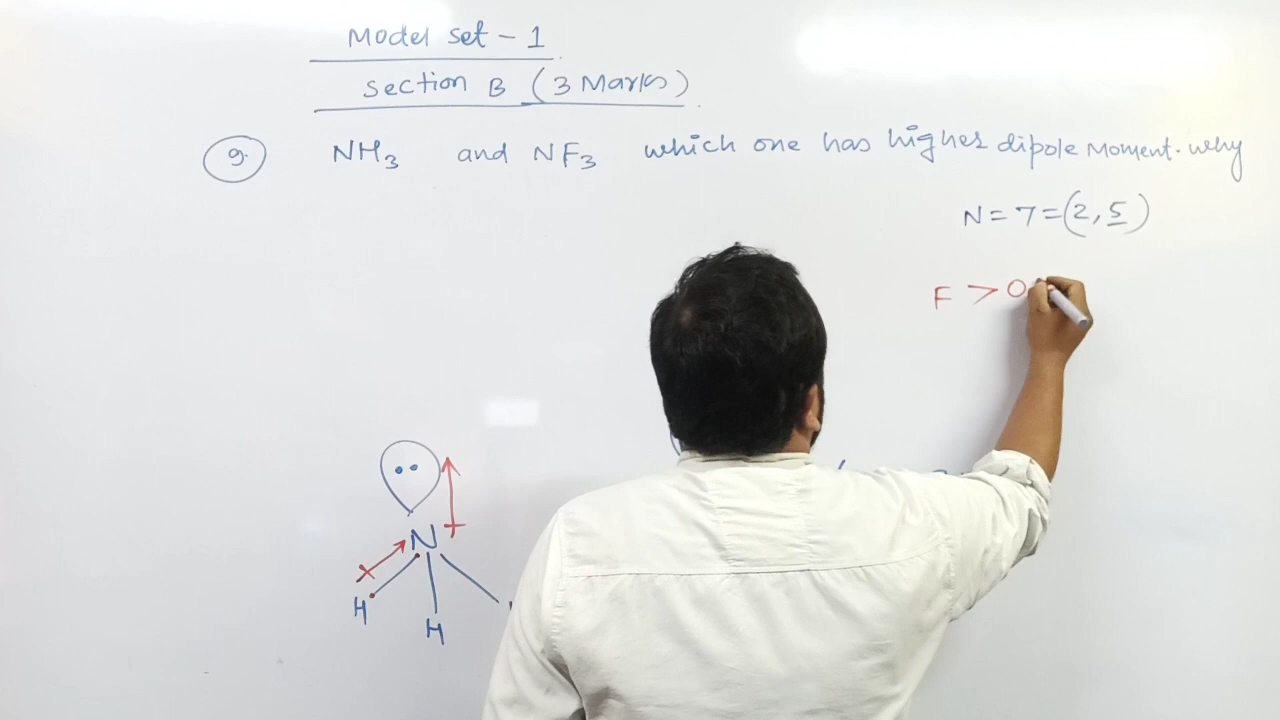 Model set - 1
Section B (3 Marks)
9. NH3 and NF3 which one has higher dipole Moment. why
N = 7 = (2, 5)
F > O
N
H
H